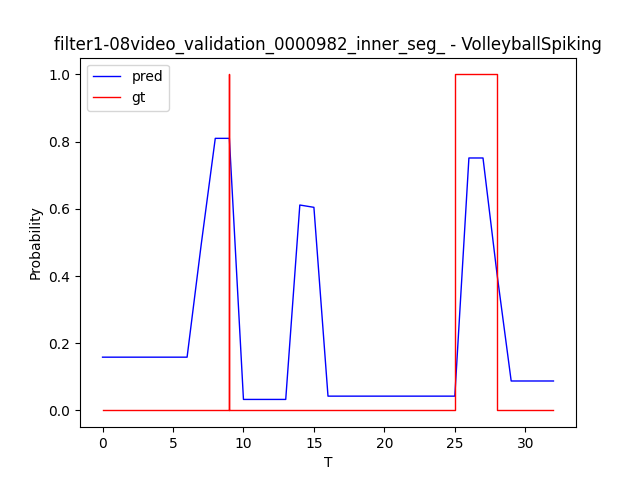 filter1-08video_validation_0000982_inner_seg_ - VolleyballSpiking
pred
gt
1.0
0.8
0.6
0.4
0.2
0.0
Probability
0 5 10 15 20 25 30
T